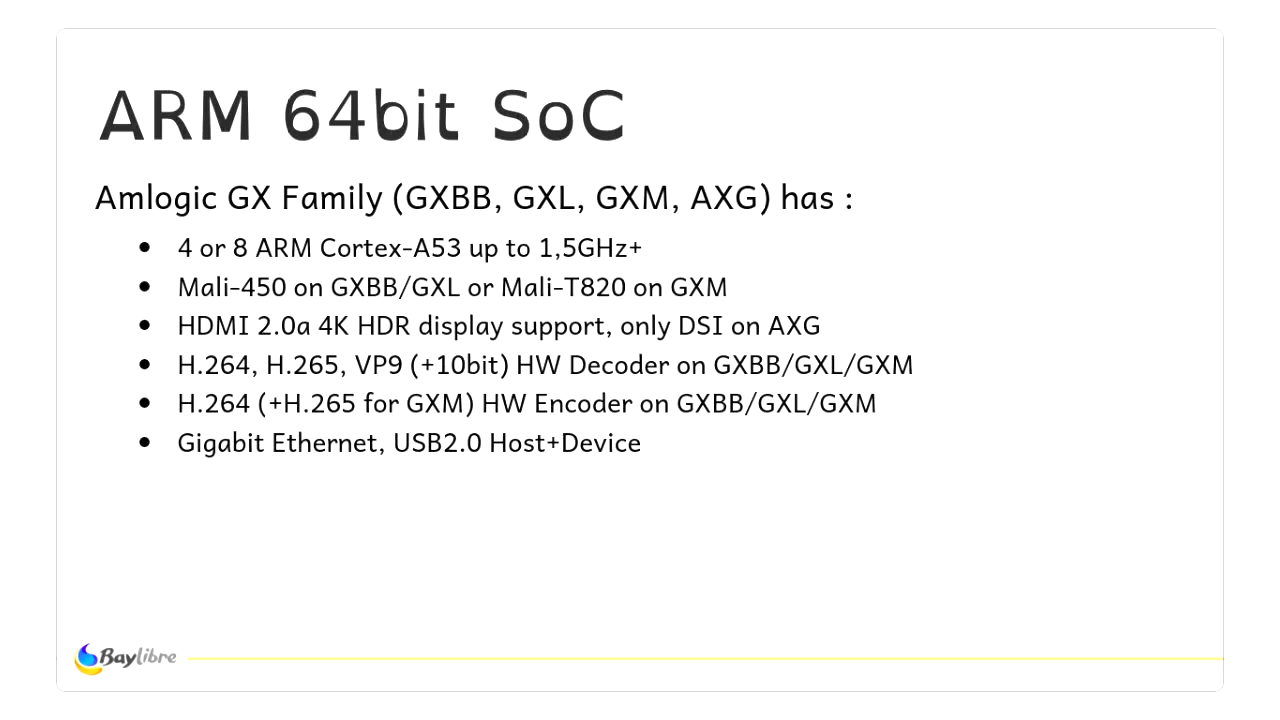 ARM 64bit SoC
Amlogic GX Family (GXBB, GXL, GXM, AXG) has :
• 4 or 8 ARM Cortex-A53 up to 1,5GHz+
• Mali-450 on GXBB/GXL or Mali-T820 on GXM
• HDMI 2.0a 4K HDR display support, only DSI on AXG
• H.264, H.265, VP9 (+10bit) HW Decoder on GXBB/GXL/GXM
• H.264 (+H.265 for GXM) HW Encoder on GXBB/GXL/GXM
• Gigabit Ethernet, USB2.0 Host+Device
Baylibre